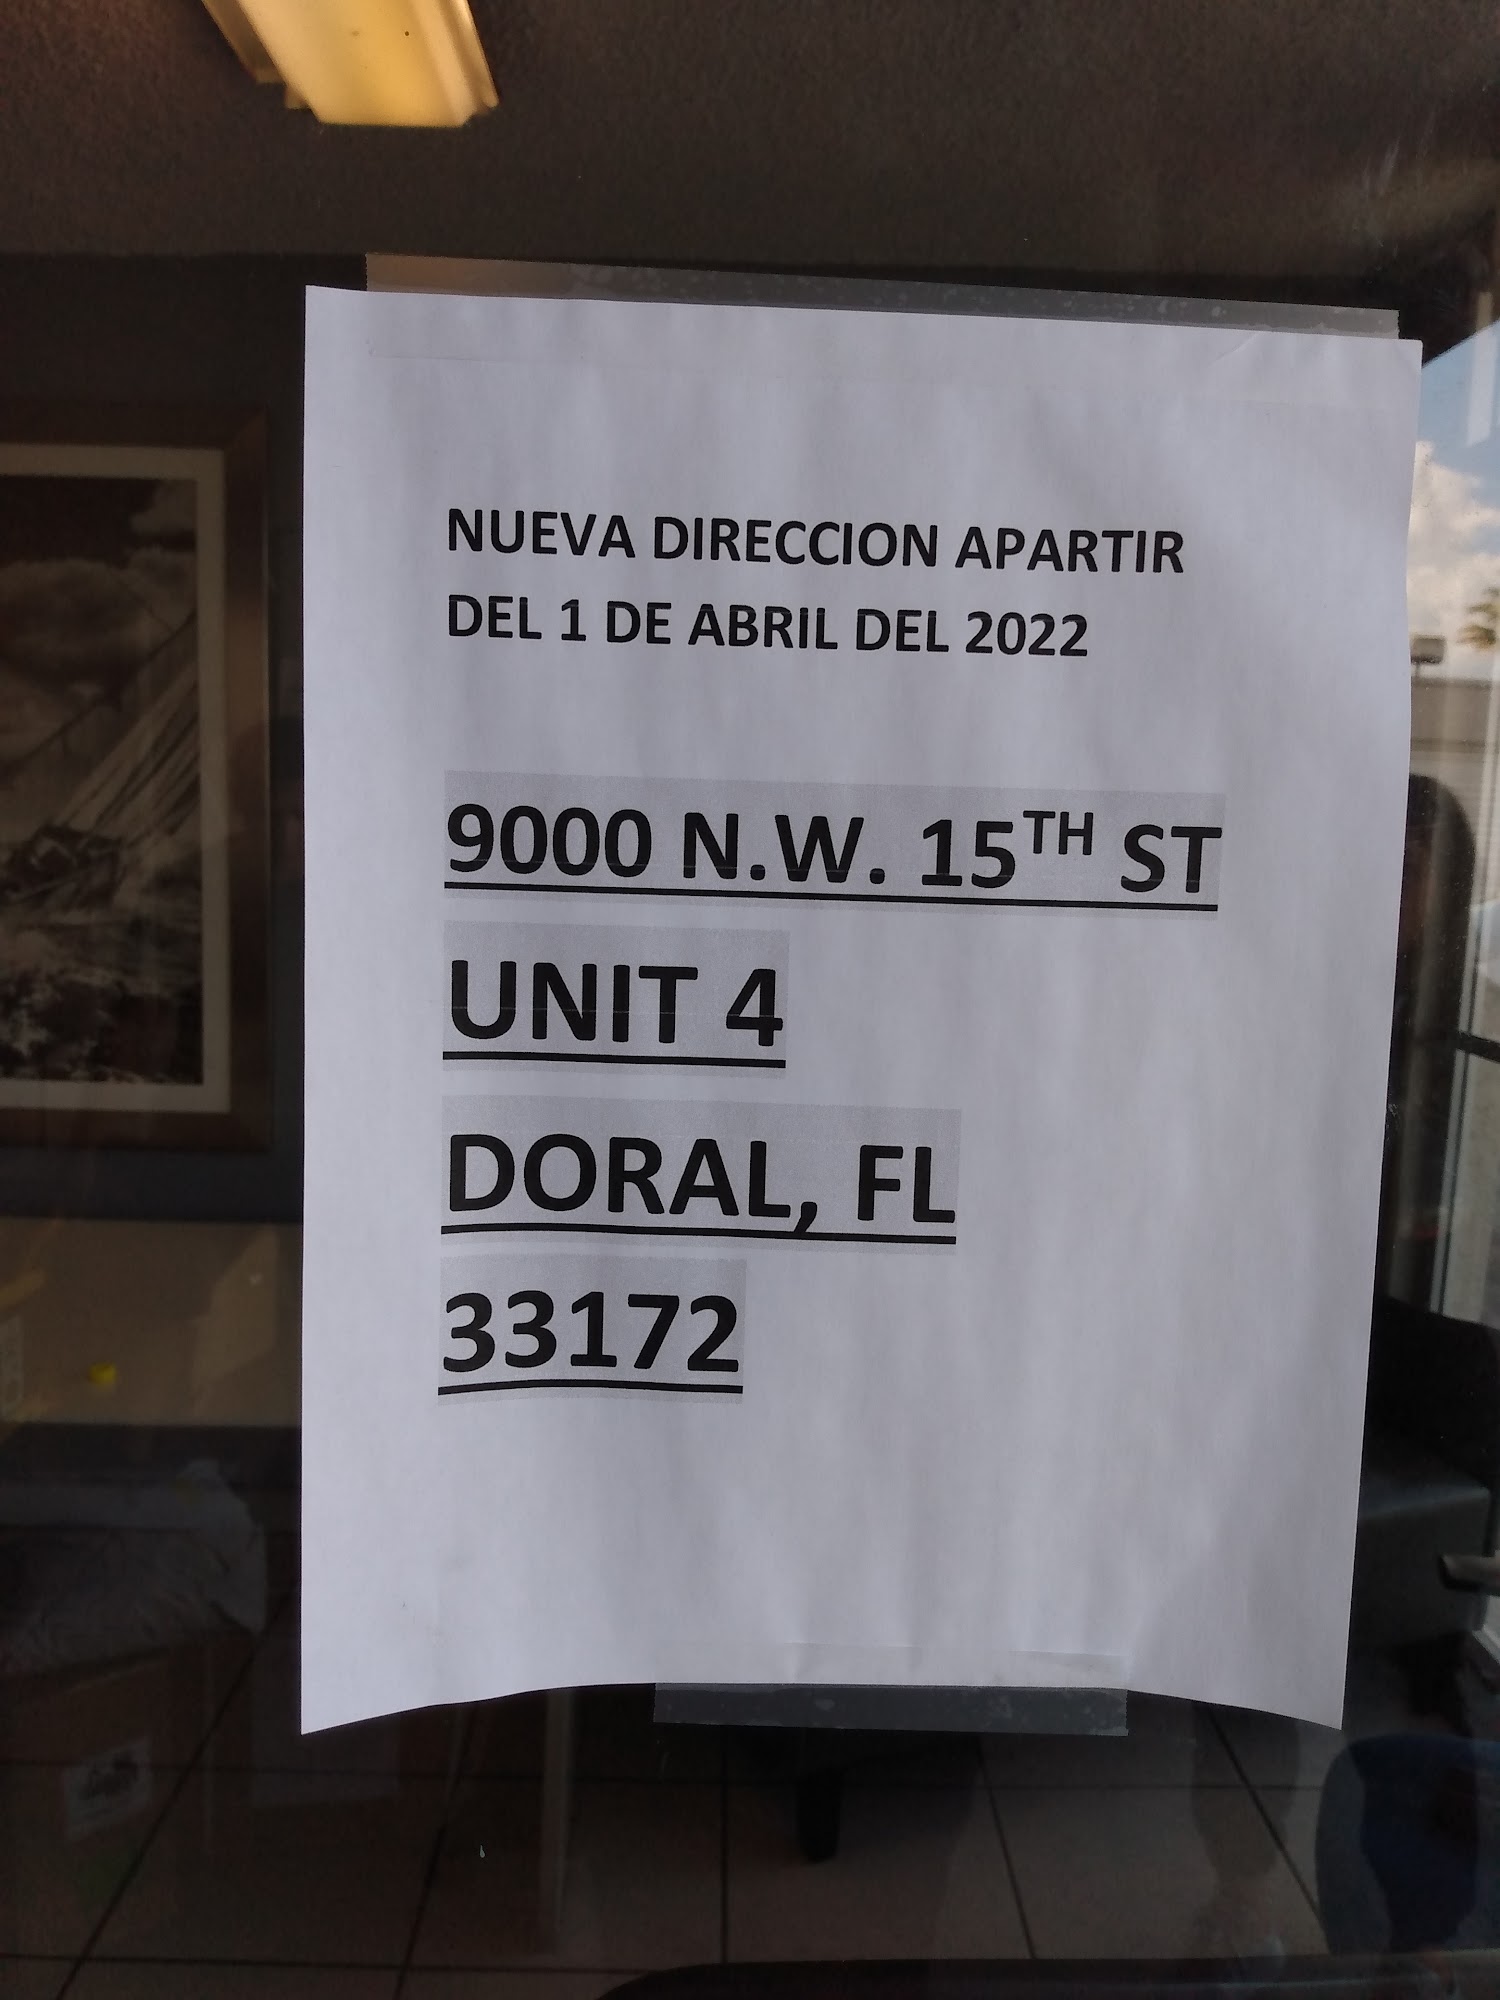 NUEVA DIRECCION APARTIR
DEL 1 DE ABRIL DEL 2022
9000 N.W. 15TH ST
UNIT 4
DORAL, FL
33172